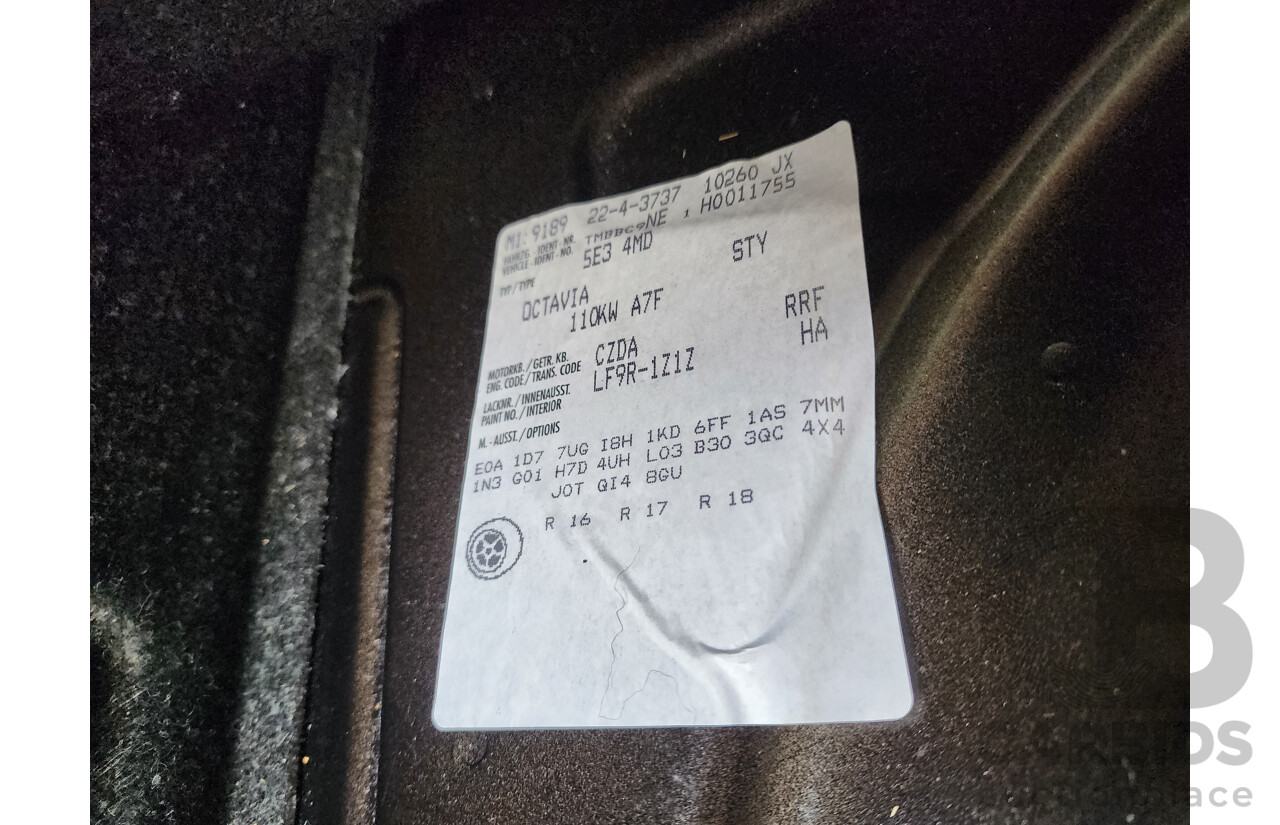 M1: 9189 22-4-3737 10260 JX
FAHRZG.-IDENT-NR.
VEHICLE-IDENT-NO. NE H0011755
5E3 4MD STY
TYP/TYPE
OCTAVIA
110KW A7F RRF
HA
MOTORKB./GETR.KB. CZDA
ENG. CODE/TRANS. CODE
LACKNR./INNENAUSST. LF9R-1Z1Z
PAINT NO./INTERIOR
M.-AUSST./OPTIONS
E0A 1D7 7UG I8H 1KD 6FF 1AS 7MM
1N3 G01 H7D 4UH L03 B30 3QC 4X4
J0T QI4 8GU
R 16 R 17 R 18